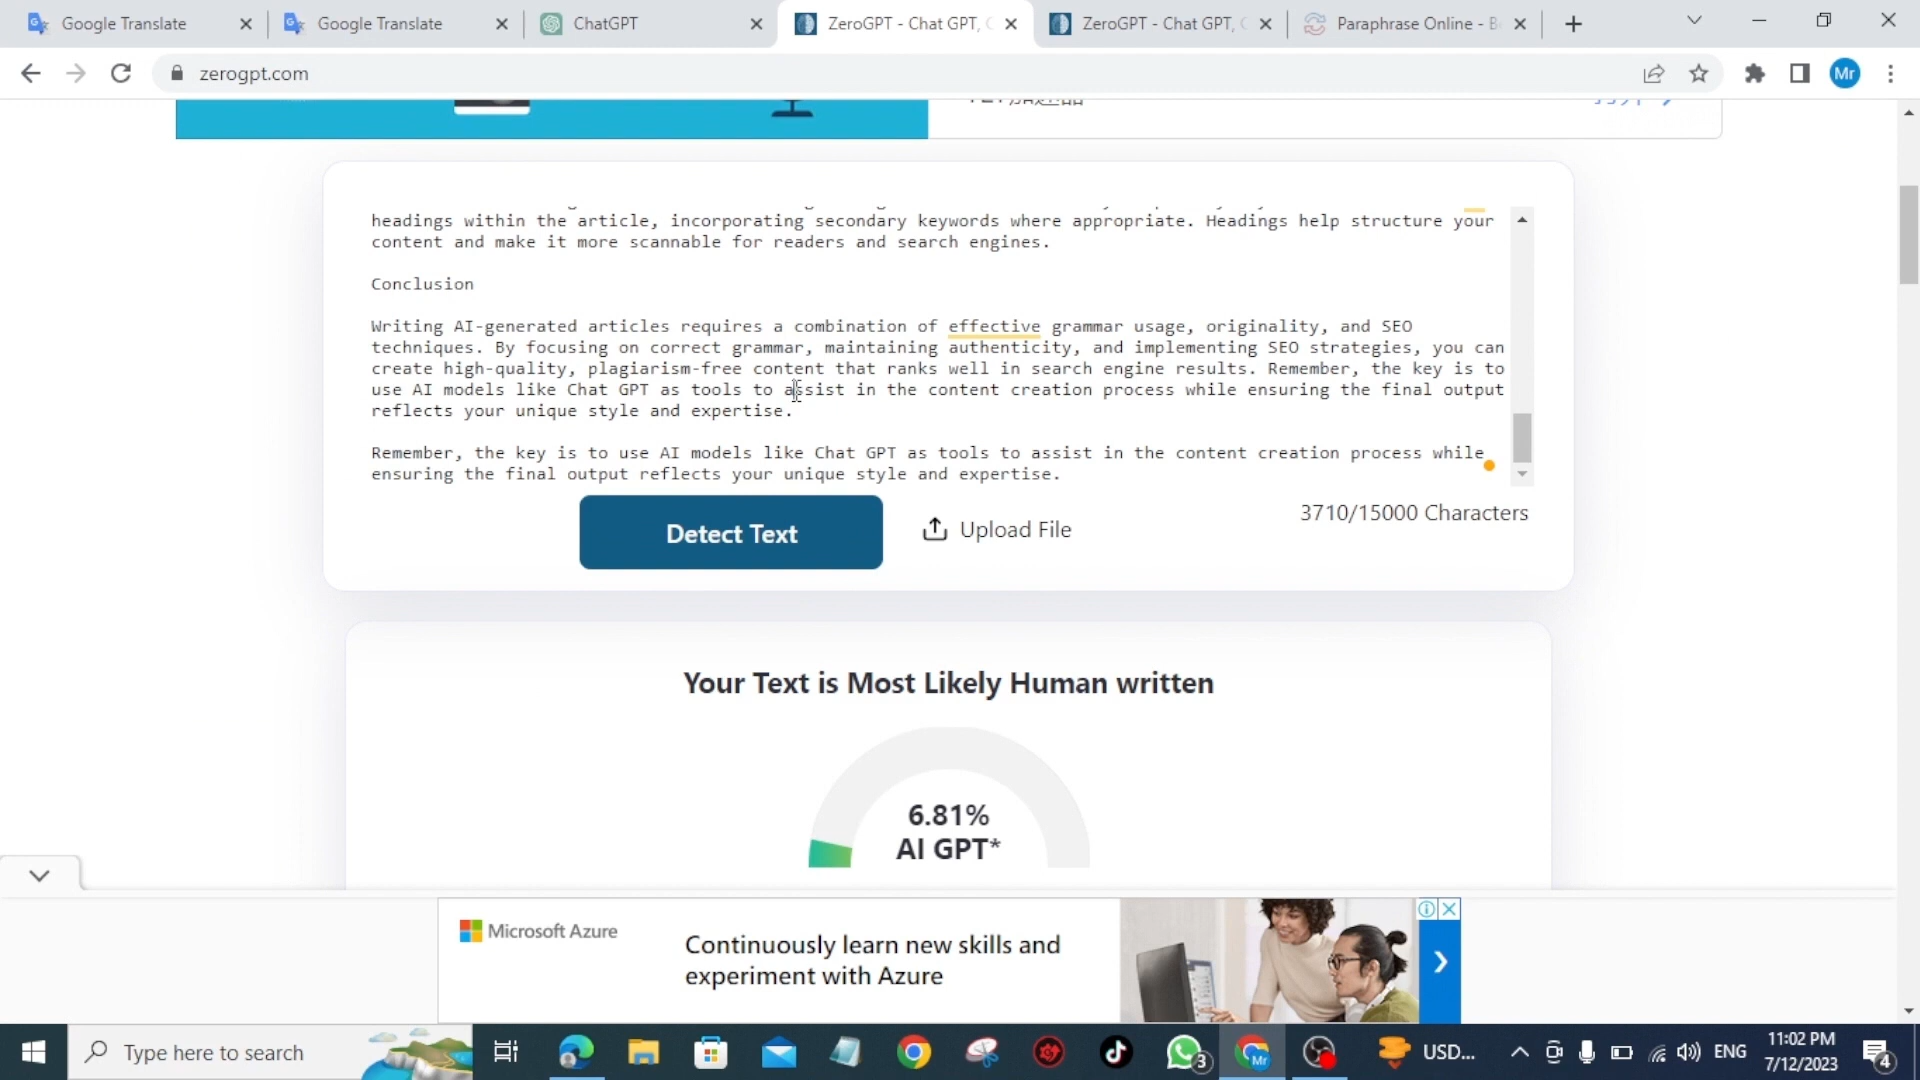 Google Translate
Google Translate
ChatGPT
ZeroGPT - Chat GPT,
ZeroGPT - Chat GPT,
Paraphrase Online -
zerogpt.com
Mr
headings within the article, incorporating secondary keywords where appropriate. Headings help structure your
content and make it more scannable for readers and search engines.
Conclusion
Writing AI-generated articles requires a combination of effective grammar usage, originality, and SEO
techniques. By focusing on correct grammar, maintaining authenticity, and implementing SEO strategies, you can
create high-quality, plagiarism-free content that ranks well in search engine results. Remember, the key is to
use AI models like Chat GPT as tools to assist in the content creation process while ensuring the final output
reflects your unique style and expertise.
Remember, the key is to use AI models like Chat GPT as tools to assist in the content creation process while
ensuring the final output reflects your unique style and expertise.
Detect Text
Upload File
3710/15000 Characters
Your Text is Most Likely Human written
6.81%
AI GPT*
Microsoft Azure
Continuously learn new skills and
experiment with Azure
Type here to search
3
Mr
USD...
ENG
11:02 PM
7/12/2023
4